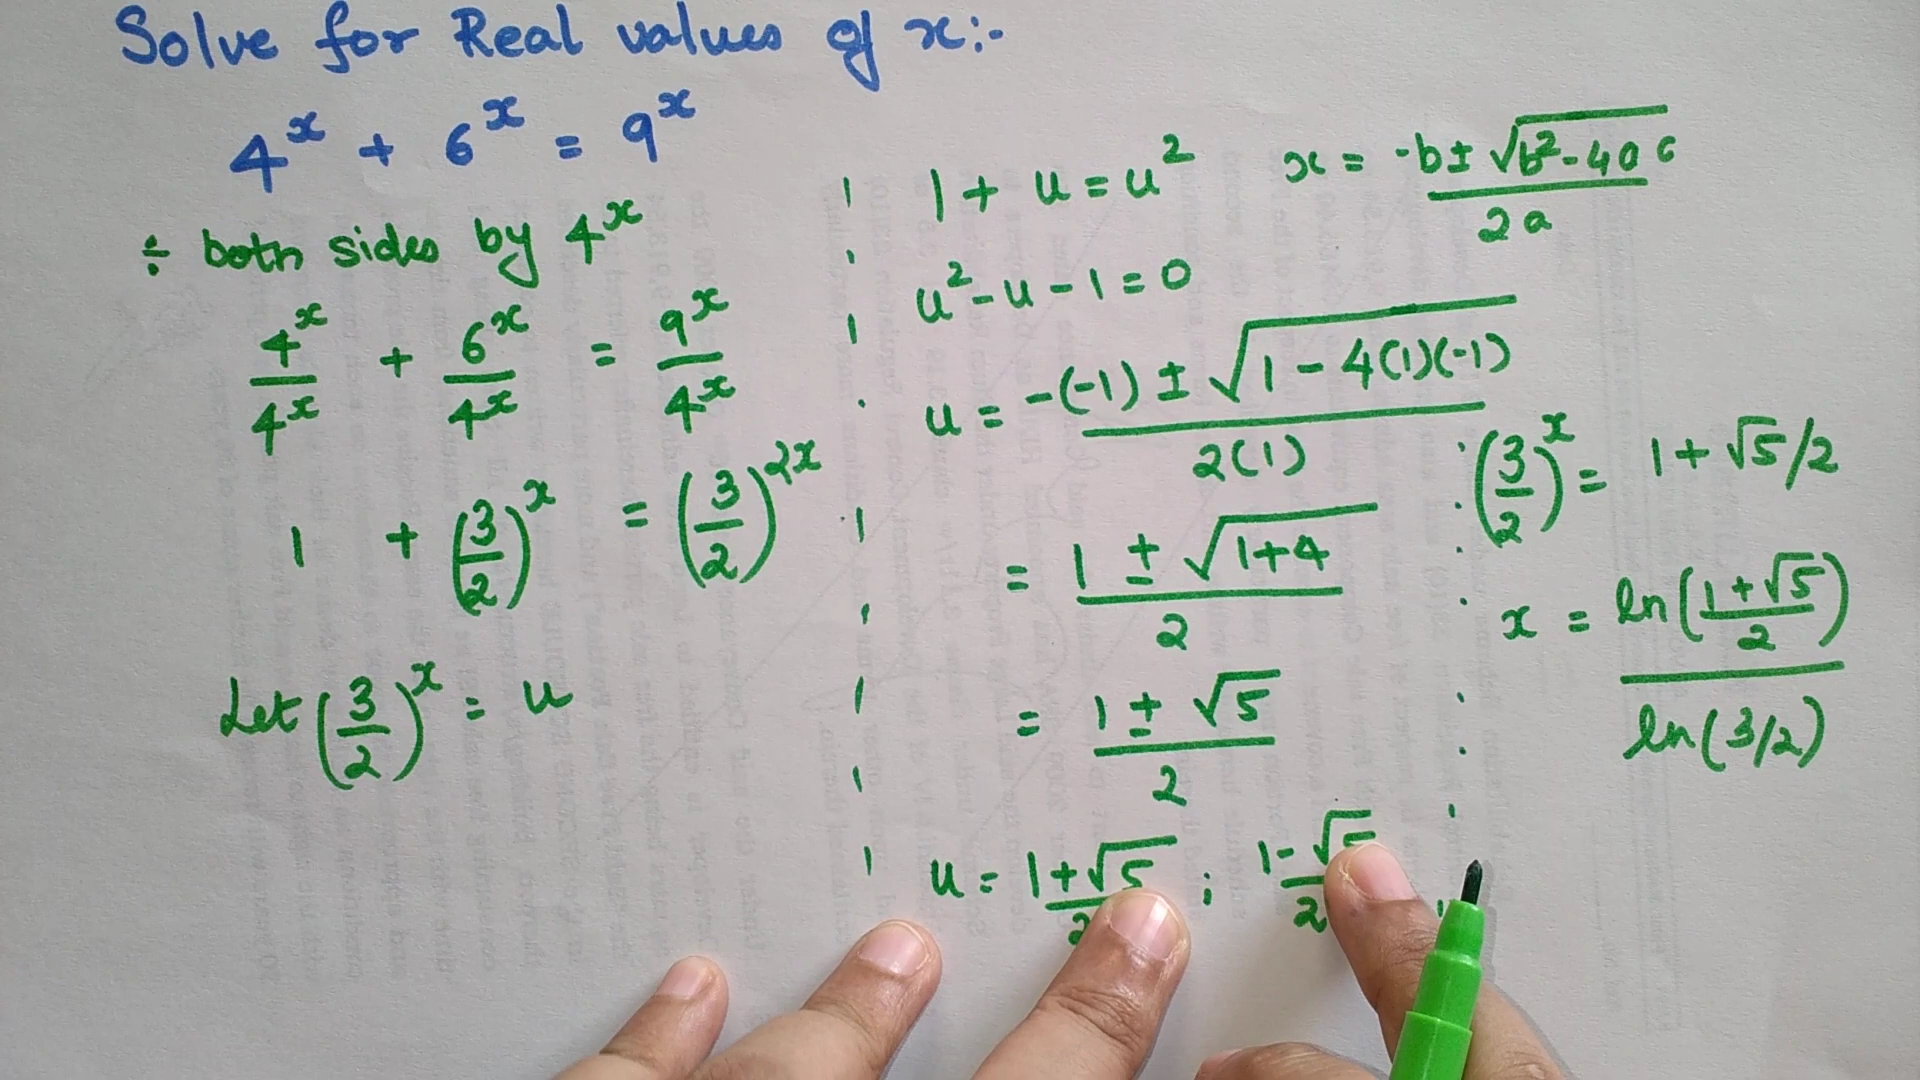 Solve for Real values of x:-
4^x + 6^x = 9^x
÷ both sides by 4^x
4^x/4^x + 6^x/4^x = 9^x/4^x
1 + (3/2)^x = (3/2)^2x
Let (3/2)^x = u
1 + u = u^2
u^2 - u - 1 = 0
u = -(-1) ± √(1 - 4(1)(-1)) / 2(1)
= 1 ± √(1+4) / 2
= 1 ± √5 / 2
u = 1+√5 / 2 ; 1-√5 / 2
x = -b ± √(b^2-4ac) / 2a
(3/2)^x = 1+√5/2
x = ln(1+√5 / 2) / ln(3/2)